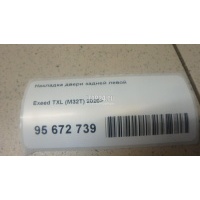 Накладка двери задней левой
Exeed TXL (M32T) 2020>
95 672 739